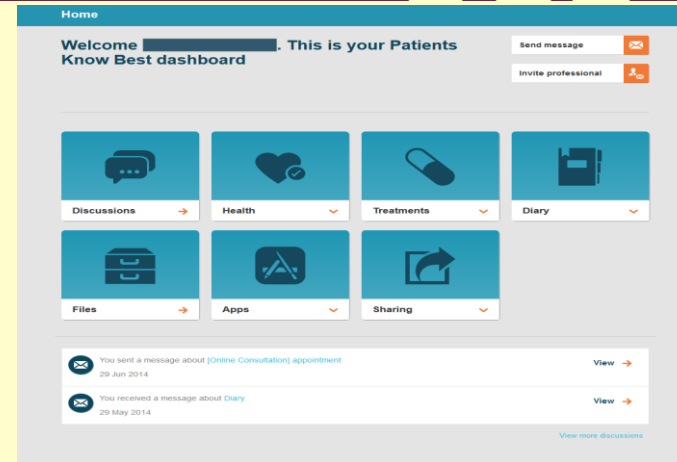 Home
Welcome . This is your Patients
Know Best dashboard
Send message
Invite professional
Discussions
Health
Treatments
Diary
Files
Apps
Sharing
You sent a message about [Online Consultation] appointment
29 Jun 2014
View
You received a message about Diary
29 May 2014
View
View more discussions